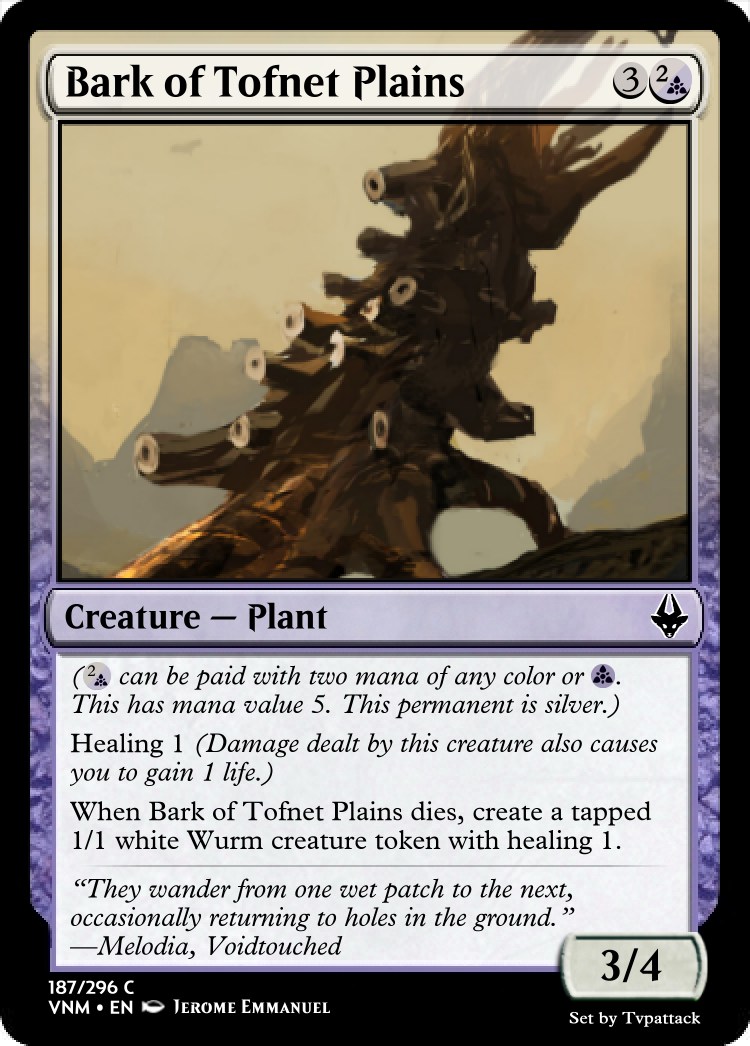 Bark of Tofnet Plains
3 2
Creature — Plant
(2 can be paid with two mana of any color or .
This has mana value 5. This permanent is silver.)
Healing 1 (Damage dealt by this creature also causes
you to gain 1 life.)
When Bark of Tofnet Plains dies, create a tapped
1/1 white Wurm creature token with healing 1.
“They wander from one wet patch to the next,
occasionally returning to holes in the ground.”
—Melodia, Voidtouched
3/4
187/296 C
VNM • EN Jerome Emmanuel
Set by Tvpattack